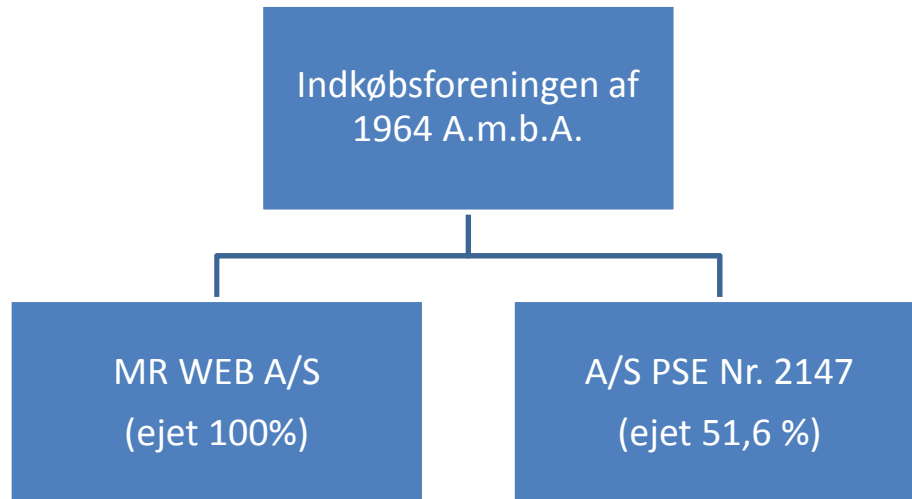 Indkøbsforeningen af
1964 A.m.b.A.
MR WEB A/S
(ejet 100%)
A/S PSE Nr. 2147
(ejet 51,6 %)